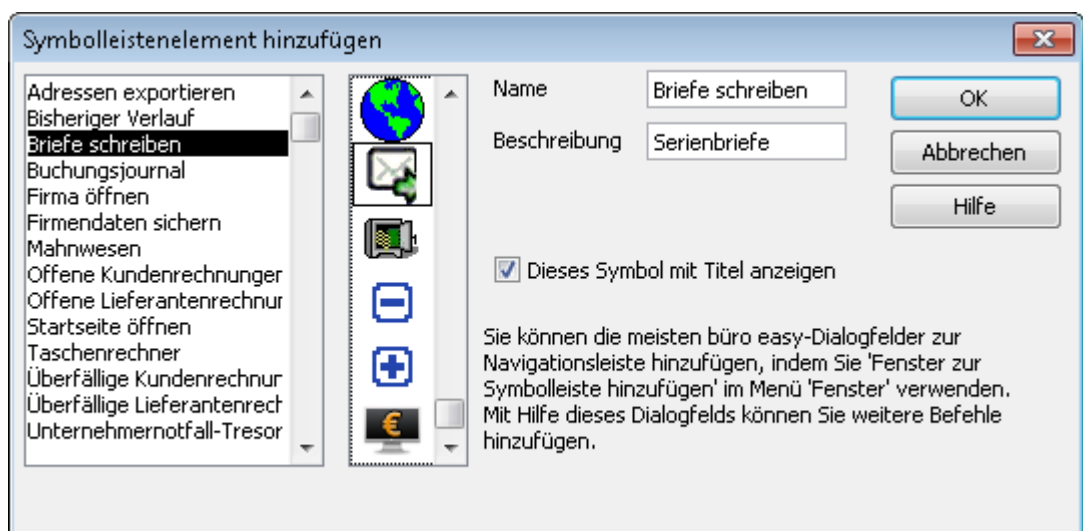 Symbolleistenelement hinzufügen
Adressen exportieren
Bisheriger Verlauf
Briefe schreiben
Buchungsjournal
Firma öffnen
Firmendaten sichern
Mahnwesen
Offene Kundenrechnunger
Offene Lieferantenrechnur
Startseite öffnen
Taschenrechner
Überfällige Kundenrechnur
Überfällige Lieferantenrecf
Unternehmernotfall-Tresor
€
Name
Briefe schreiben
Beschreibung
Serienbriefe
OK
Abbrechen
Hilfe
Dieses Symbol mit Titel anzeigen
Sie können die meisten büro easy-Dialogfelder zur
Navigationsleiste hinzufügen, indem Sie 'Fenster zur
Symbolleiste hinzufügen' im Menü 'Fenster' verwenden.
Mit Hilfe dieses Dialogfelds können Sie weitere Befehle
hinzufügen.